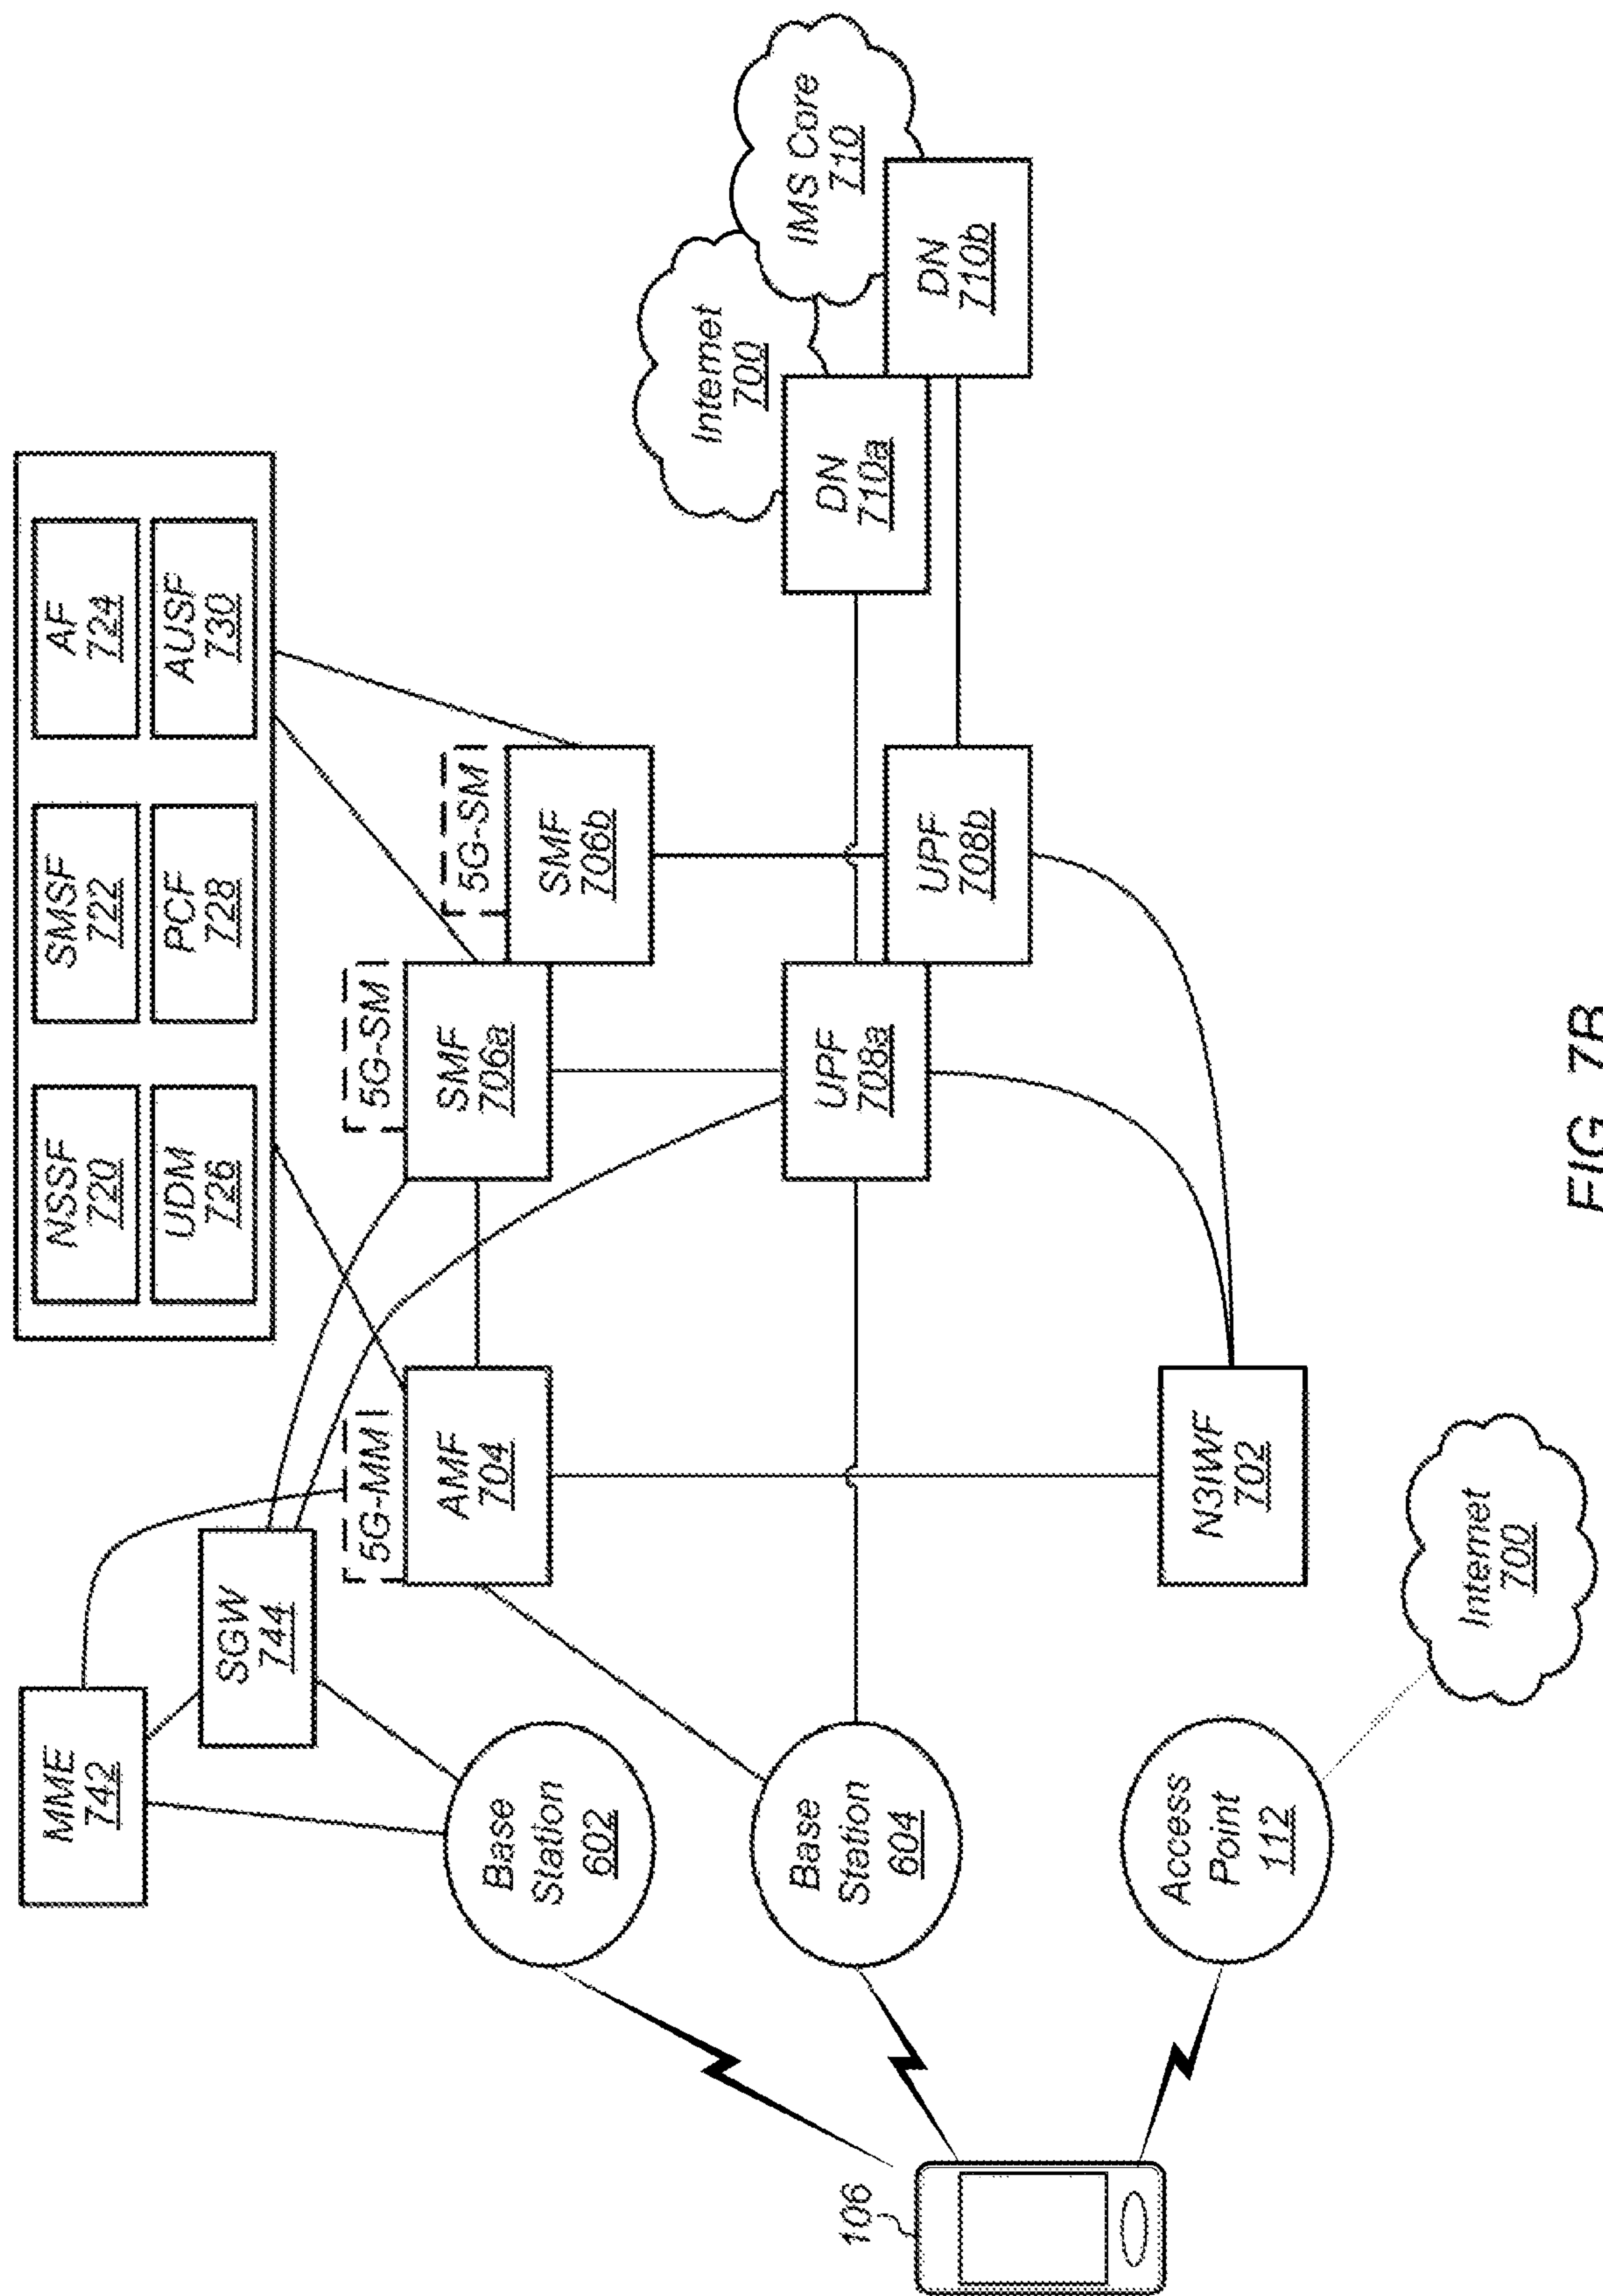 NSSF
720
SMSF
722
AF
724
UDM
726
PCF
728
AUSF
730
MME
742
SGW
744
5G-MM
AMF
704
5G-SM
SMF
706a
5G-SM
SMF
706b
Base
Station
602
Base
Station
604
UPF
708a
UPF
708b
Internet
700
IMS Core
710
DN
710a
DN
710b
106
Access
Point
112
N3IWF
702
Internet
700
FIG. 7B